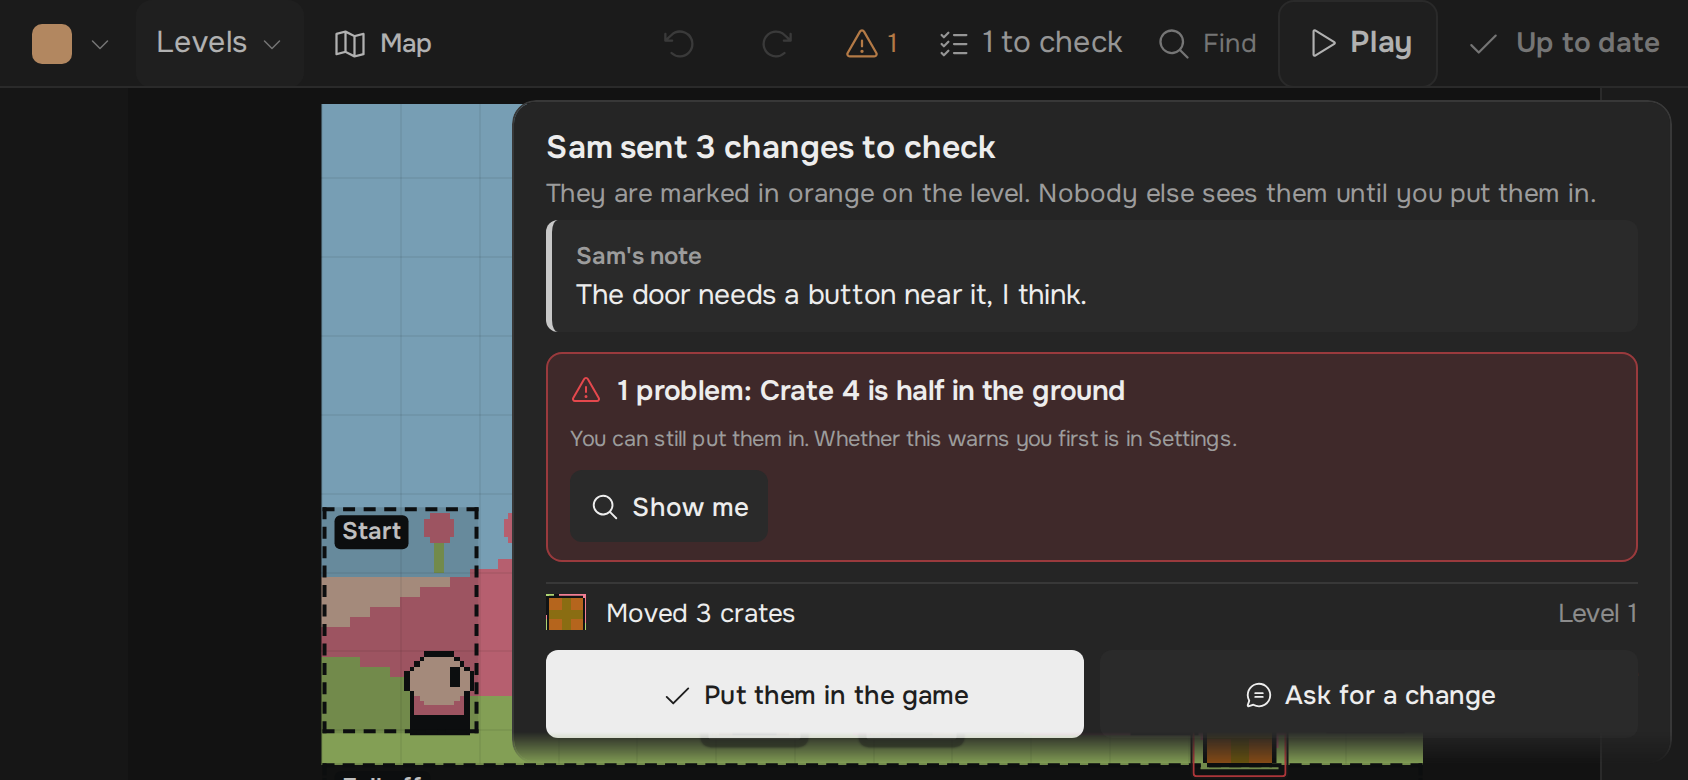 Levels
Map
1
1 to check
Find
Play
Up to date
Sam sent 3 changes to check
They are marked in orange on the level. Nobody else sees them until you put them in.
Sam's note
The door needs a button near it, I think.
1 problem: Crate 4 is half in the ground
You can still put them in. Whether this warns you first is in Settings.
Show me
Start
Moved 3 crates
Level 1
Put them in the game
Ask for a change